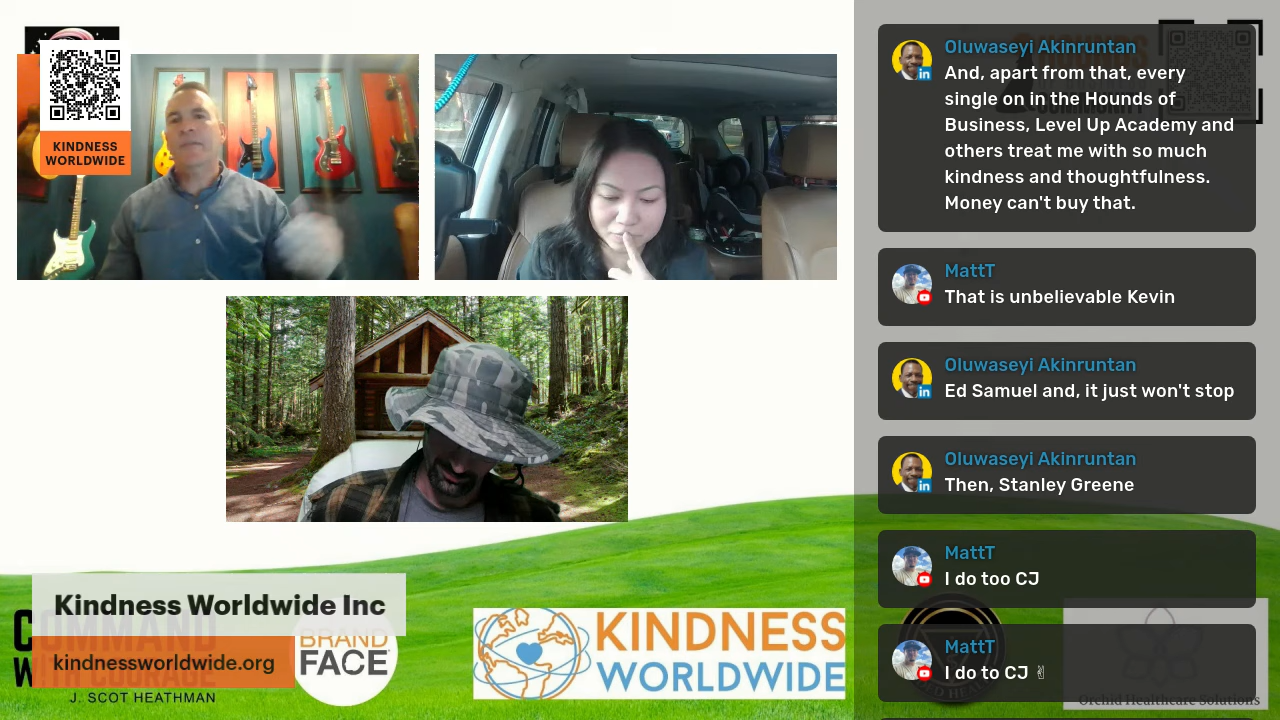 KINDNESS
WORLDWIDE
Oluwaseyi Akinruntan
And, apart from that, every
single on in the Hounds of
Business, Level Up Academy and
others treat me with so much
kindness and thoughtfulness.
Money can't buy that.
MattT
That is unbelievable Kevin
Oluwaseyi Akinruntan
Ed Samuel and, it just won't stop
Oluwaseyi Akinruntan
Then, Stanley Greene
MattT
I do too CJ
MattT
I do to CJ ✌
Kindness Worldwide Inc
kindnessworldwide.org
COMMAND
WITH COURAGE
J. SCOT HEATHMAN
BRAND
FACE
KINDNESS
WORLDWIDE
Orchid Healthcare Solutions